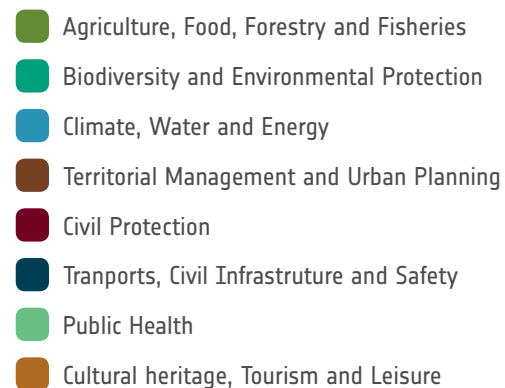 Agriculture, Food, Forestry and Fisheries
Biodiversity and Environmental Protection
Climate, Water and Energy
Territorial Management and Urban Planning
Civil Protection
Tranports, Civil Infrastruture and Safety
Public Health
Cultural heritage, Tourism and Leisure